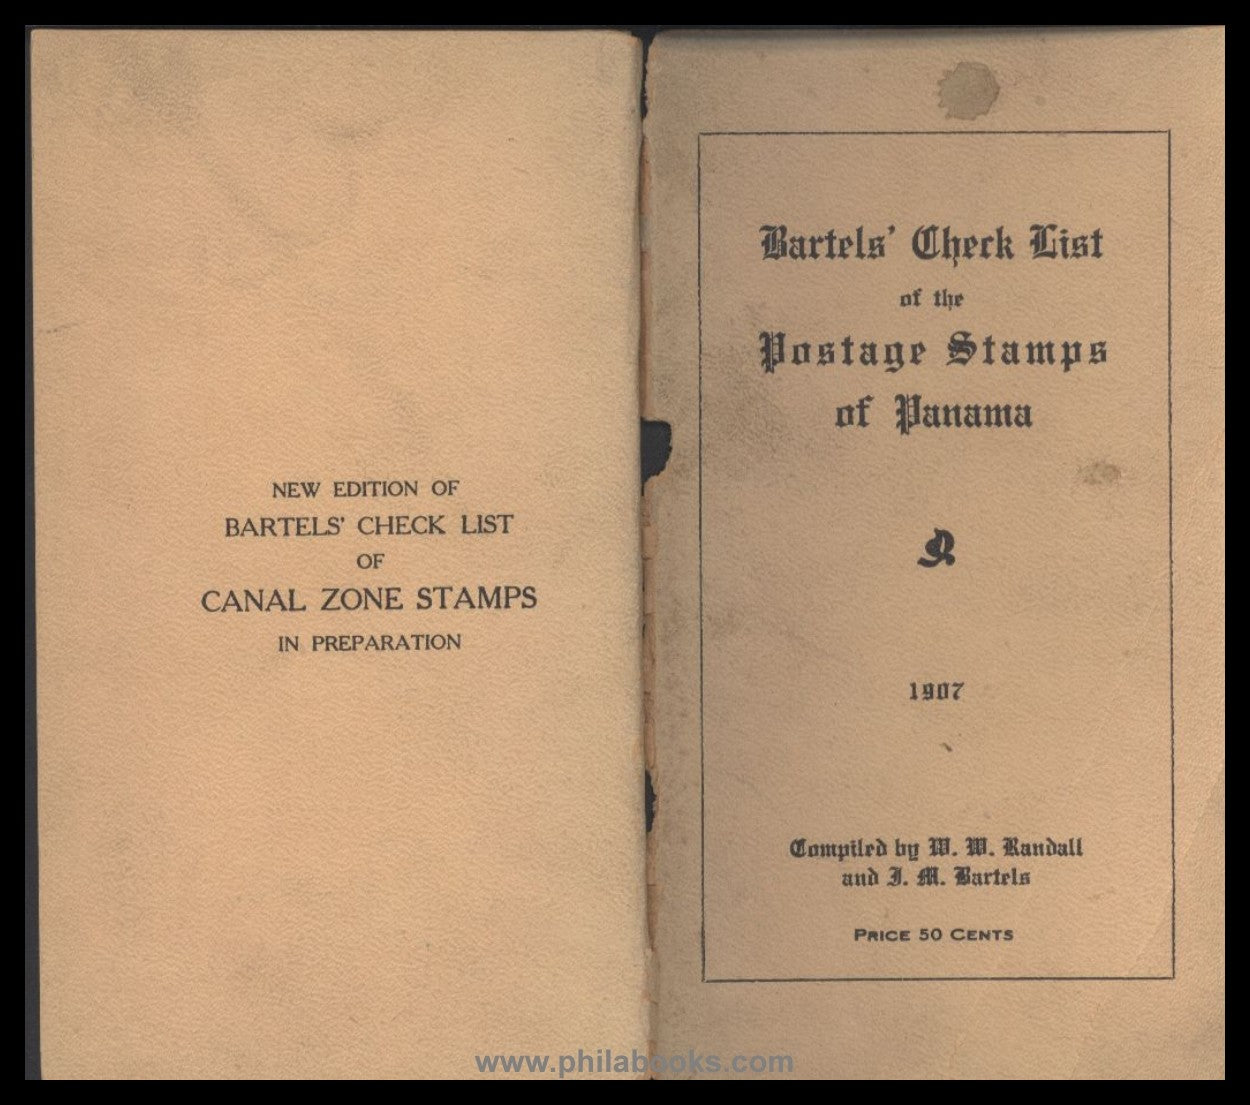 NEW EDITION OF
BARTELS' CHECK LIST
OF
CANAL ZONE STAMPS
IN PREPARATION
Bartels' Check List
of the
Postage Stamps
of Panama
1907
Compiled by W. W. Randall
and J. M. Bartels
PRICE 50 CENTS
www.philabooks.com